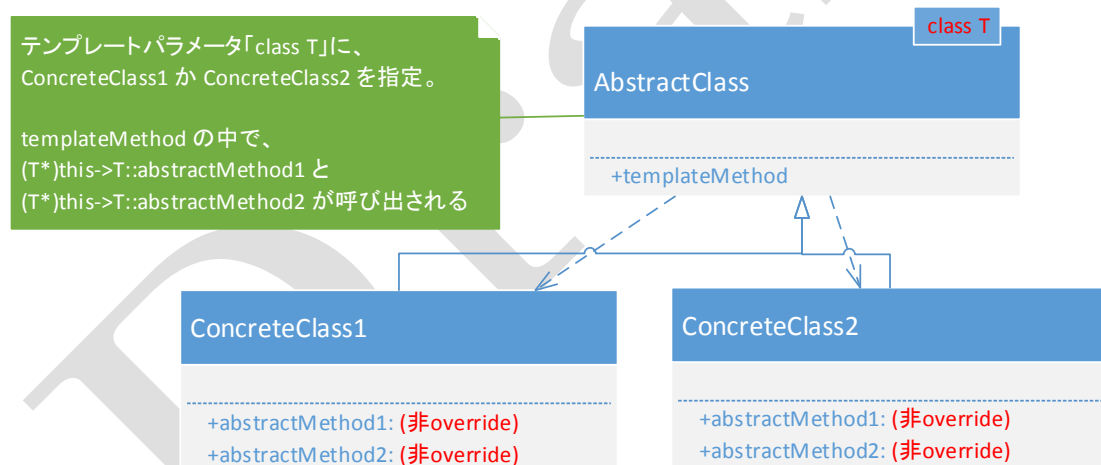 テンプレートパラメータ「class T」に、
ConcreteClass1 か ConcreteClass2 を指定。
templateMethod の中で、
(T*)this->T::abstractMethod1 と
(T*)this->T::abstractMethod2 が呼び出される
class T
AbstractClass
+templateMethod
ConcreteClass1
+abstractMethod1: (非override)
+abstractMethod2: (非override)
ConcreteClass2
+abstractMethod1: (非override)
+abstractMethod2: (非override)